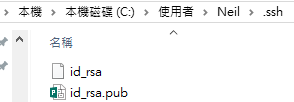 本機 > 本機磁碟 (C:) > 使用者 > Neil > .ssh
名稱
id_rsa
id_rsa.pub